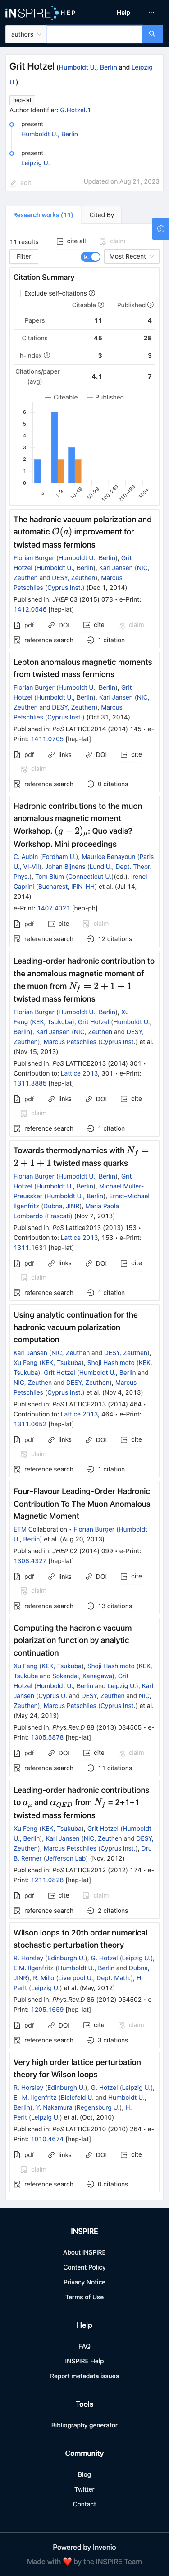 INSPIRE HEP
Help
...
authors
Grit Hotzel (Humboldt U., Berlin and Leipzig
U.)
hep-lat
Author Identifier: G.Hotzel.1
present
Humboldt U., Berlin
present
Leipzig U.
edit
Updated on Aug 21, 2023
Research works (11)
Cited By
11 results | cite all claim
Filter
Most Recent
Citation Summary
Exclude self-citations
Citeable Published
Papers 11 4
Citations 45 28
h-index 3 3
Citations/paper
(avg) 4.1 7
Citeable Published
6
5
4
3
2
1
0
0 1-9 10-49 50-99 100-249 250-499 500+
The hadronic vacuum polarization and
automatic O(a) improvement for
twisted mass fermions
Florian Burger (Humboldt U., Berlin), Grit
Hotzel (Humboldt U., Berlin), Karl Jansen (NIC,
Zeuthen and DESY, Zeuthen), Marcus
Petschlies (Cyprus Inst.) (Dec 1, 2014)
Published in: JHEP 03 (2015) 073 • e-Print:
1412.0546 [hep-lat]
pdf DOI cite claim
reference search 1 citation
Lepton anomalous magnetic moments
from twisted mass fermions
Florian Burger (Humboldt U., Berlin), Grit
Hotzel (Humboldt U., Berlin), Karl Jansen (NIC,
Zeuthen and DESY, Zeuthen), Marcus
Petschlies (Cyprus Inst.) (Oct 31, 2014)
Published in: PoS LATTICE2014 (2014) 145 • e-Print:
1411.0705 [hep-lat]
pdf links DOI cite
claim
reference search 0 citations
Hadronic contributions to the muon
anomalous magnetic moment
Workshop. (g − 2)μ: Quo vadis?
Workshop. Mini proceedings
C. Aubin (Fordham U.), Maurice Benayoun (Paris
U., VI-VII), Johan Bijnens (Lund U., Dept. Theor.
Phys.), Tom Blum (Connecticut U.)(ed.), Irenel
Caprini (Bucharest, IFIN-HH) et al. (Jul 14,
2014)
e-Print: 1407.4021 [hep-ph]
pdf cite claim
reference search 12 citations
Leading-order hadronic contribution to
the anomalous magnetic moment of
the muon from Nf = 2 + 1 + 1
twisted mass fermions
Florian Burger (Humboldt U., Berlin), Xu
Feng (KEK, Tsukuba), Grit Hotzel (Humboldt U.,
Berlin), Karl Jansen (NIC, Zeuthen and DESY,
Zeuthen), Marcus Petschlies (Cyprus Inst.) et al.
(Nov 15, 2013)
Published in: PoS LATTICE2013 (2014) 301 •
Contribution to: Lattice 2013, 301 • e-Print:
1311.3885 [hep-lat]
pdf links DOI cite
claim
reference search 1 citation
Towards thermodynamics with Nf =
2 + 1 + 1 twisted mass quarks
Florian Burger (Humboldt U., Berlin), Grit
Hotzel (Humboldt U., Berlin), Michael Müller-
Preussker (Humboldt U., Berlin), Ernst-Michael
Ilgenfritz (Dubna, JINR), Maria Paola
Lombardo (Frascati) (Nov 7, 2013)
Published in: PoS Lattice2013 (2013) 153 •
Contribution to: Lattice 2013, 153 • e-Print:
1311.1631 [hep-lat]
pdf links DOI cite
claim
reference search 1 citation
Using analytic continuation for the
hadronic vacuum polarization
computation
Karl Jansen (NIC, Zeuthen and DESY, Zeuthen),
Xu Feng (KEK, Tsukuba), Shoji Hashimoto (KEK,
Tsukuba), Grit Hotzel (Humboldt U., Berlin and
NIC, Zeuthen and DESY, Zeuthen), Marcus
Petschlies (Cyprus Inst.) et al. (Nov 4, 2013)
Published in: PoS LATTICE2013 (2014) 464 •
Contribution to: Lattice 2013, 464 • e-Print:
1311.0652 [hep-lat]
pdf links DOI cite
claim
reference search 1 citation
Four-Flavour Leading-Order Hadronic
Contribution To The Muon Anomalous
Magnetic Moment
ETM Collaboration • Florian Burger (Humboldt
U., Berlin) et al. (Aug 20, 2013)
Published in: JHEP 02 (2014) 099 • e-Print:
1308.4327 [hep-lat]
pdf links DOI cite
claim
reference search 13 citations
Computing the hadronic vacuum
polarization function by analytic
continuation
Xu Feng (KEK, Tsukuba), Shoji Hashimoto (KEK,
Tsukuba and Sokendai, Kanagawa), Grit
Hotzel (Humboldt U., Berlin and Leipzig U.), Karl
Jansen (Cyprus U. and DESY, Zeuthen and NIC,
Zeuthen), Marcus Petschlies (Cyprus Inst.) et al.
(May 24, 2013)
Published in: Phys.Rev.D 88 (2013) 034505 • e-
Print: 1305.5878 [hep-lat]
pdf DOI cite claim
reference search 11 citations
Leading-order hadronic contributions
to aμ and αQED from Nf = 2+1+1
twisted mass fermions
Xu Feng (KEK, Tsukuba), Grit Hotzel (Humboldt
U., Berlin), Karl Jansen (NIC, Zeuthen and DESY,
Zeuthen), Marcus Petschlies (Cyprus Inst.), Dru
B. Renner (Jefferson Lab) (Nov, 2012)
Published in: PoS LATTICE2012 (2012) 174 • e-Print:
1211.0828 [hep-lat]
pdf cite claim
reference search 2 citations
Wilson loops to 20th order numerical
stochastic perturbation theory
R. Horsley (Edinburgh U.), G. Hotzel (Leipzig U.),
E.M. Ilgenfritz (Humboldt U., Berlin and Dubna,
JINR), R. Millo (Liverpool U., Dept. Math.), H.
Perlt (Leipzig U.) et al. (May, 2012)
Published in: Phys.Rev.D 86 (2012) 054502 • e-
Print: 1205.1659 [hep-lat]
pdf DOI cite claim
reference search 3 citations
Very high order lattice perturbation
theory for Wilson loops
R. Horsley (Edinburgh U.), G. Hotzel (Leipzig U.),
E.-M. Ilgenfritz (Bielefeld U. and Humboldt U.,
Berlin), Y. Nakamura (Regensburg U.), H.
Perlt (Leipzig U.) et al. (Oct, 2010)
Published in: PoS LATTICE2010 (2010) 264 • e-
Print: 1010.4674 [hep-lat]
pdf links DOI cite
claim
reference search 0 citations
INSPIRE
About INSPIRE
Content Policy
Privacy Notice
Terms of Use
Help
FAQ
INSPIRE Help
Report metadata issues
Tools
Bibliography generator
Community
Blog
Twitter
Contact
Powered by Invenio
Made with ❤️ by the INSPIRE Team